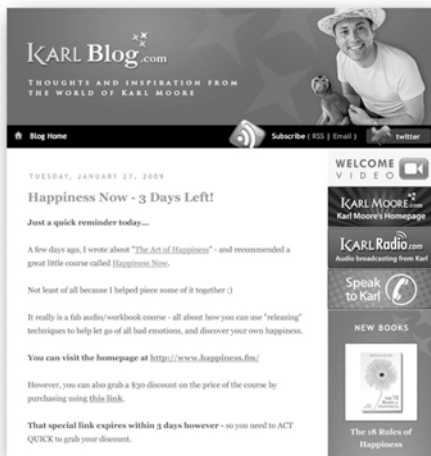 KARL BLOG.com
THOUGHTS AND INSPIRATION FROM
THE WORLD OF KARL MOORE
Blog Home
Subscribe ( RSS | Email )
twitter
TUESDAY, JANUARY 27, 2009
Happiness Now - 3 Days Left!
Just a quick reminder today...
A few days ago, I wrote about "The Art of Happiness" - and recommended a
great little course called Happiness Now.
Not least of all because I helped piece some of it together :)
It really is a fab audio/workbook course - all about how you can use "releasing"
techniques to help let go of all bad emotions, and discover your own happiness.
You can visit the homepage at http://www.happiness.fm/
However, you can also grab a $30 discount on the price of the course by
purchasing using this link.
That special link expires within 3 days however - so you need to ACT
QUICK to grab your discount.
WELCOME
VIDEO
KARL MOORE.com
Karl Moore's Homepage
KARL Radio.com
Audio broadcasting from Karl
Speak
to Karl
NEW BOOKS
THE 18
Rules of
Happiness
The 18 Rules of
Happiness